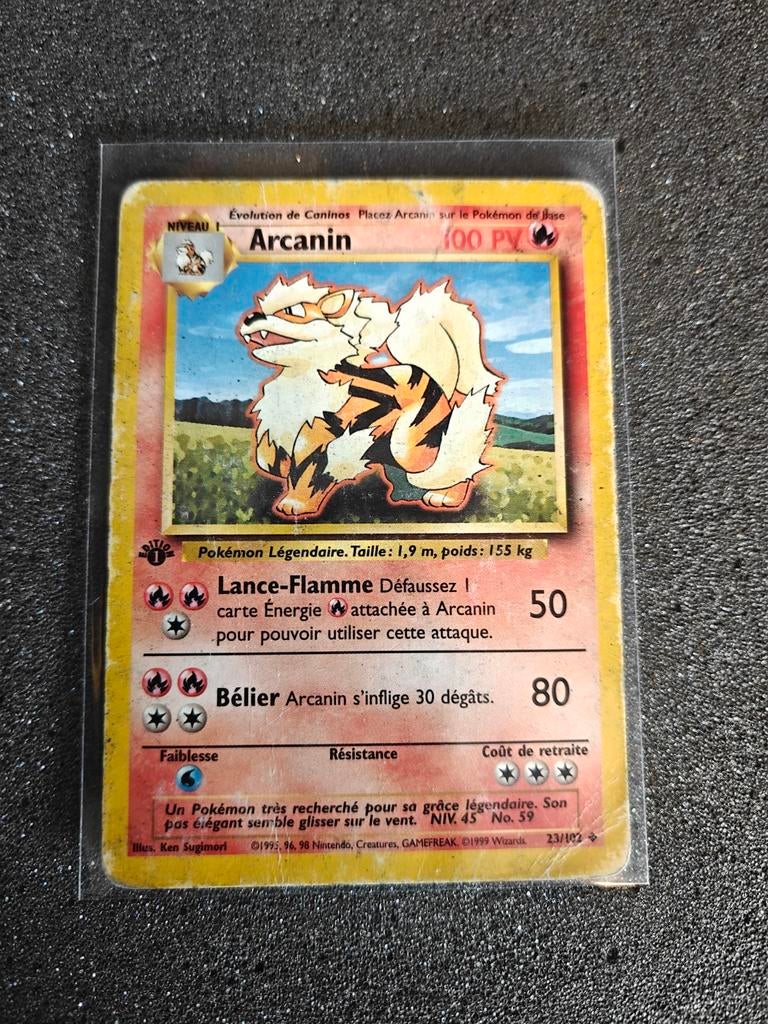 Évolution de Caninos Placez Arcanin sur le Pokémon de Base
NIVEAU 1
Arcanin 100 PV
EDITION 1
Pokémon Légendaire. Taille: 1,9 m, poids: 155 kg
Lance-Flamme Défaussez 1
carte Énergie attachée à Arcanin 50
pour pouvoir utiliser cette attaque.
Bélier Arcanin s'inflige 30 dégâts. 80
Faiblesse Résistance Coût de retraite
Un Pokémon très recherché pour sa grâce légendaire. Son
pas élégant semble glisser sur le vent. NIV. 45 No. 59
Illus. Ken Sugimori ©1995, 96, 98 Nintendo, Creatures, GAMEFREAK. ©1999 Wizards. 23/102